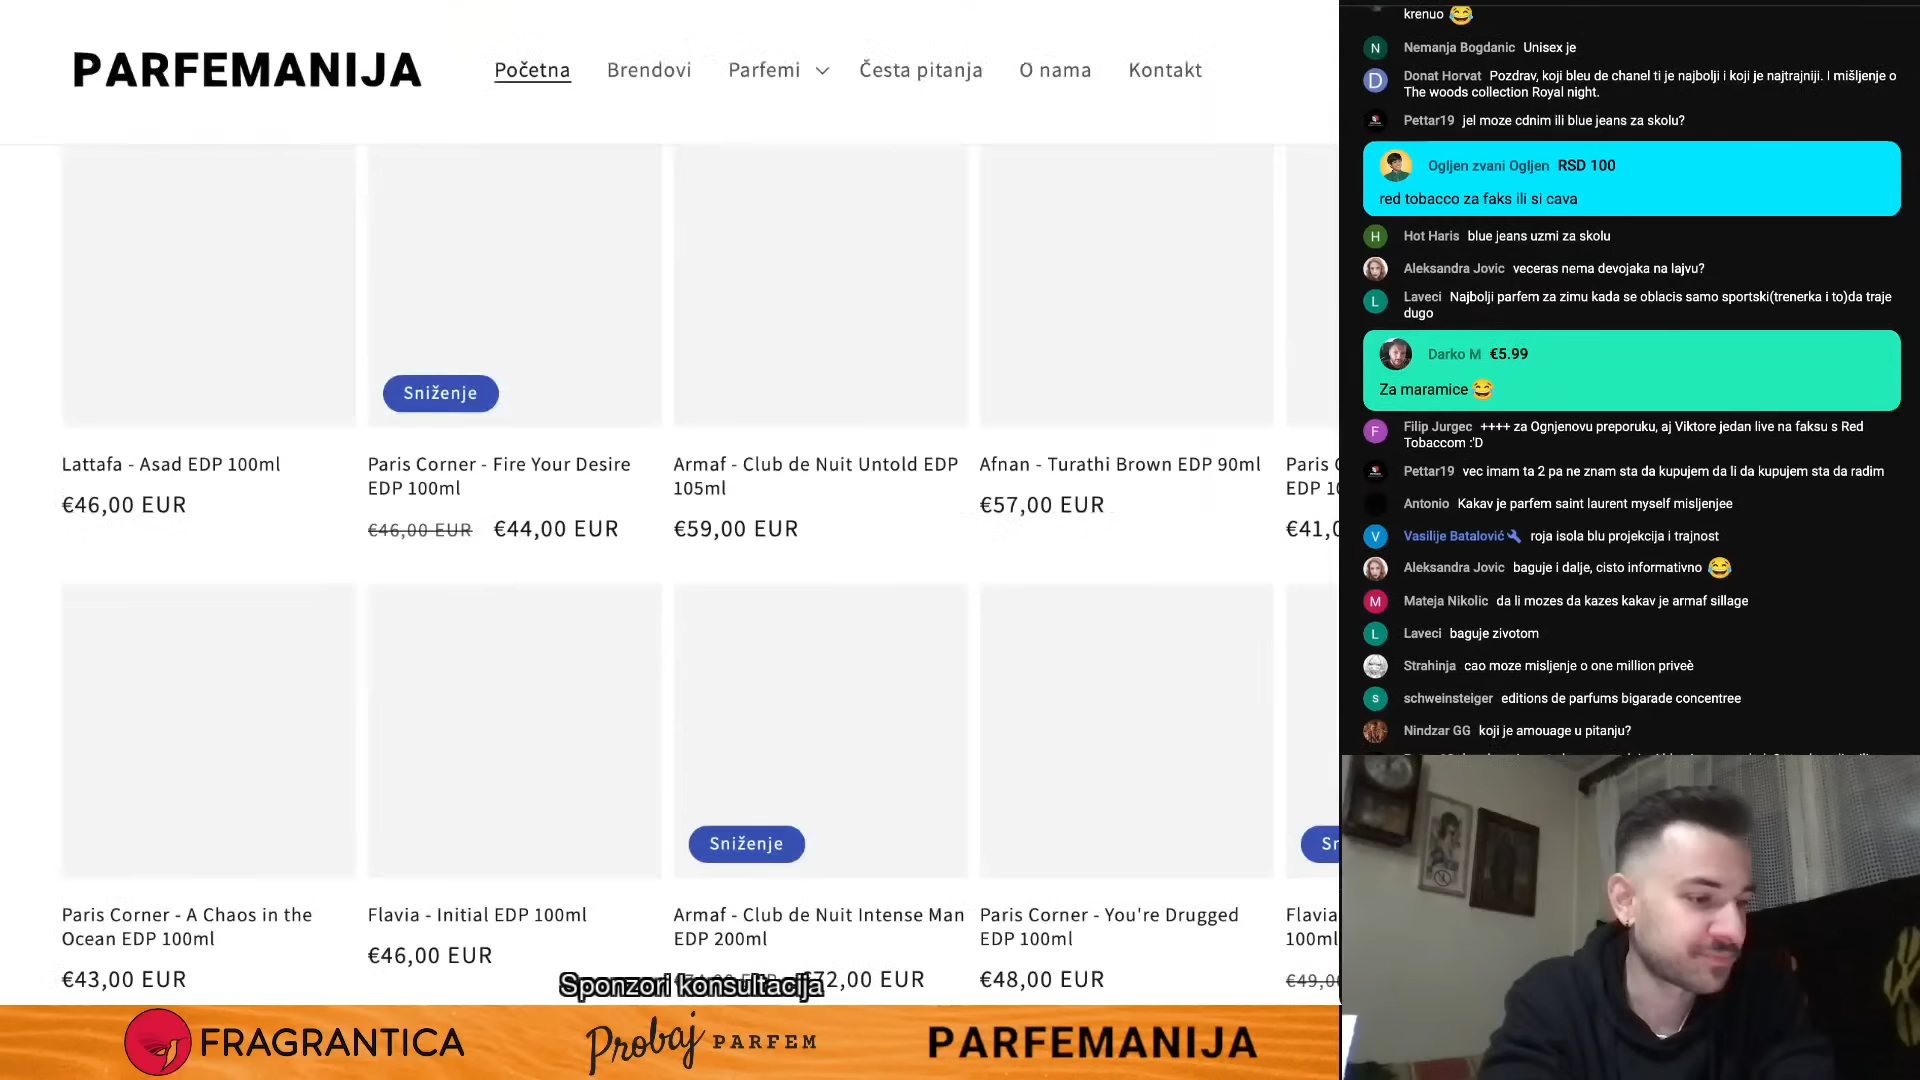 PARFEMANIJA
Početna
Brendovi
Parfemi
Česta pitanja
O nama
Kontakt
Sniženje
Lattafa - Asad EDP 100ml
€46,00 EUR
Paris Corner - Fire Your Desire
EDP 100ml
€46,00 EUR €44,00 EUR
Armaf - Club de Nuit Untold EDP
105ml
€59,00 EUR
Afnan - Turathi Brown EDP 90ml
€57,00 EUR
Paris
€41,0
Sniženje
Paris Corner - A Chaos in the
Ocean EDP 100ml
€43,00 EUR
Flavia - Initial EDP 100ml
€46,00 EUR
Armaf - Club de Nuit Intense Man
EDP 200ml
72,00 EUR
Paris Corner - You're Drugged
EDP 100ml
€48,00 EUR
Flavia
100ml
€49,0
Sponzori konsultacija
FRAGRANTICA
Probaj PARFEM
PARFEMANIJA
krenuo 😂
N Nemanja Bogdanic Unisex je
D Donat Horvat Pozdrav, koji bleu de chanel ti je najbolji i koji je najtrajniji. I mišljenje o
The woods collection Royal night.
Pettar19 jel moze cdnim ili blue jeans za skolu?
Ogljen zvani Ogljen RSD 100
red tobacco za faks ili si cava
H Hot Haris blue jeans uzmi za skolu
Aleksandra Jovic veceras nema devojaka na lajvu?
L Laveci Najbolji parfem za zimu kada se oblacis samo sportski(trenerka i to)da traje
dugo
Darko M €5.99
Za maramice 😂
F Filip Jurgec ++++ za Ognjenovu preporuku, aj Viktore jedan live na faksu s Red
Tobaccom :'D
Pettar19 vec imam ta 2 pa ne znam sta da kupujem da li da kupujem sta da radim
Antonio Kakav je parfem saint laurent myself misljenjee
V Vasilije Batalović roja isola blu projekcija i trajnost
Aleksandra Jovic baguje i dalje, cisto informativno 😂
M Mateja Nikolic da li mozes da kazes kakav je armaf sillage
L Laveci baguje zivotom
Strahinja cao moze misljenje o one million priveè
s schweinsteiger editions de parfums bigarade concentree
Nindzar GG koji je amouage u pitanju?